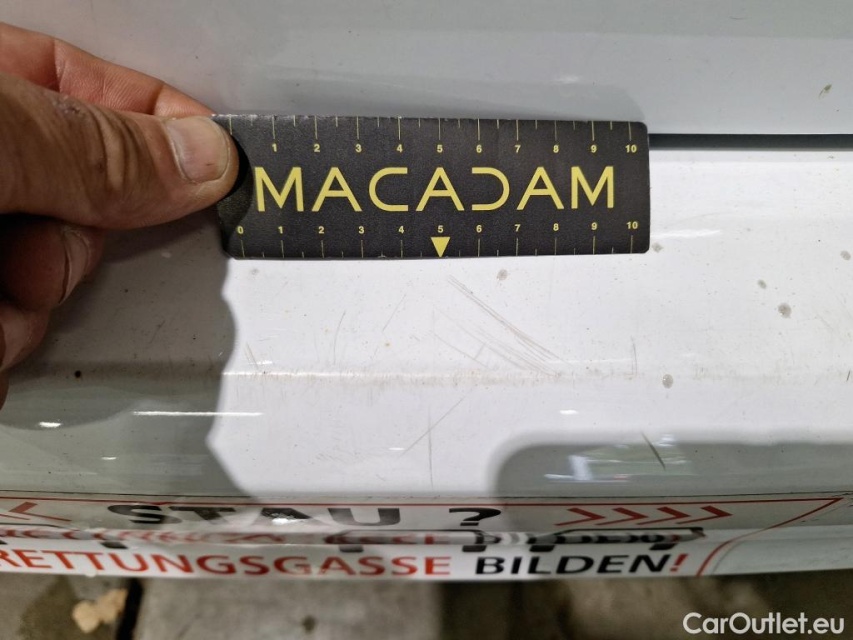 1 2 3 4 5 6 7 8 9 10
MACADAM
0 1 2 3 4 5 6 7 8 9 10
STAU ?
RETTUNGSGASSE BILDEN!
CarOutlet.eu